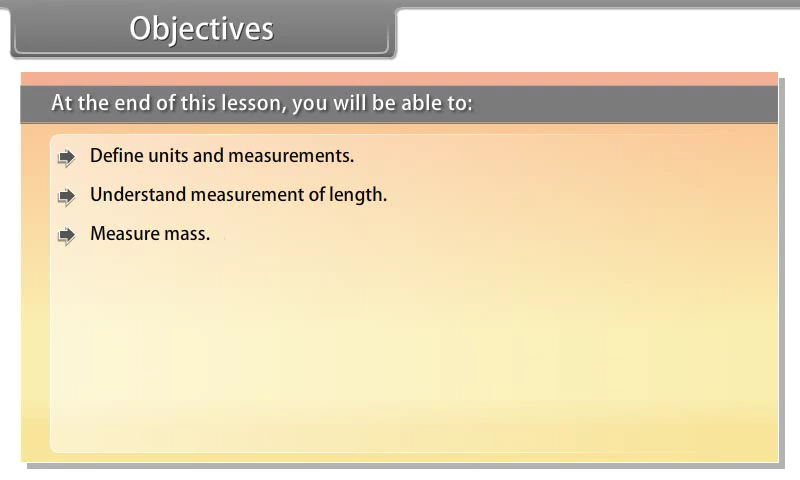 Objectives
At the end of this lesson, you will be able to:
Define units and measurements.
Understand measurement of length.
Measure mass.